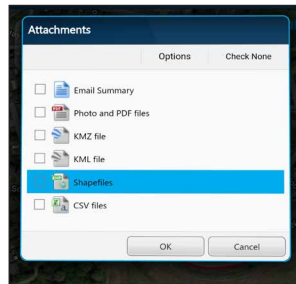 Attachments
Options Check None
Email Summary
Photo and PDF files
KMZ file
KML file
Shapefiles
CSV files
OK Cancel